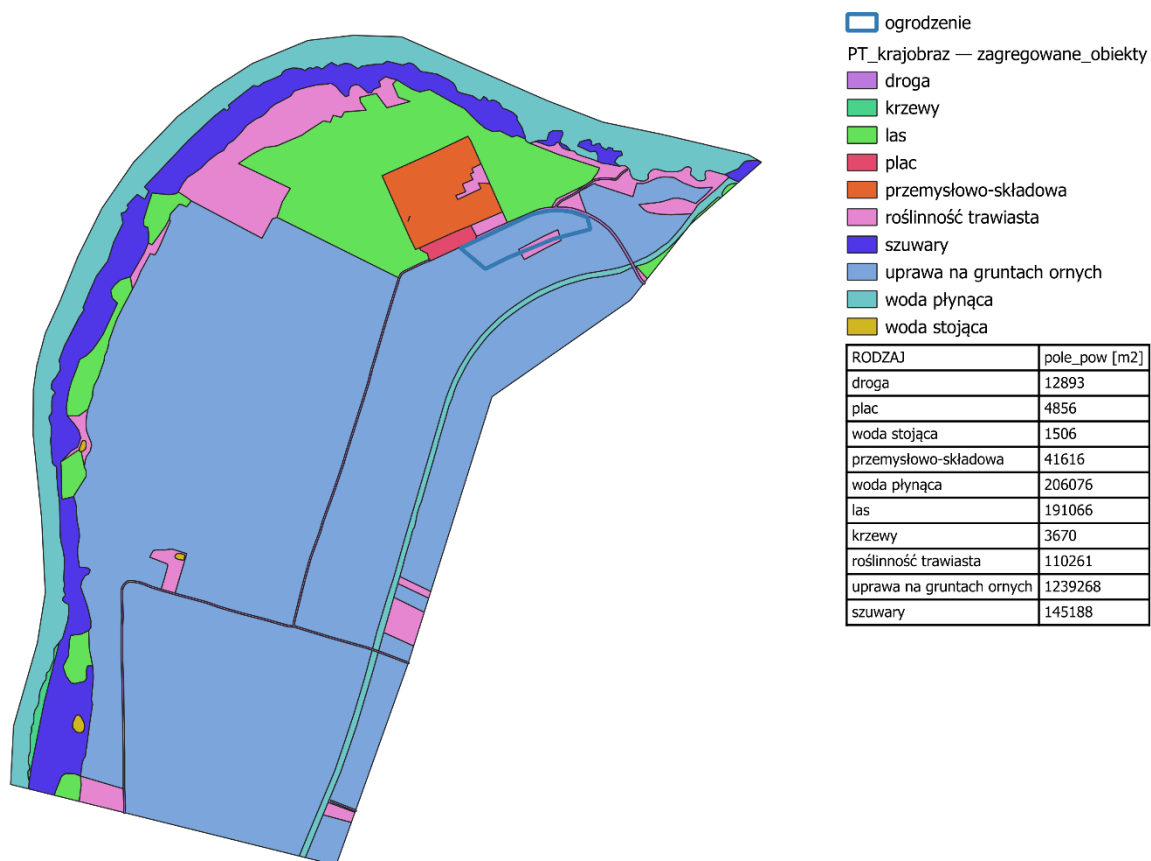 ogrodzenie
PT_krajobraz — zagregowane_obiekty
droga
krzewy
las
plac
przemysłowo-składowa
roślinność trawiasta
szuwary
uprawa na gruntach ornych
woda płynąca
woda stojąca
RODZAJ pole_pow [m2]
droga 12893
plac 4856
woda stojąca 1506
przemysłowo-składowa 41616
woda płynąca 206076
las 191066
krzewy 3670
roślinność trawiasta 110261
uprawa na gruntach ornych 1239268
szuwary 145188